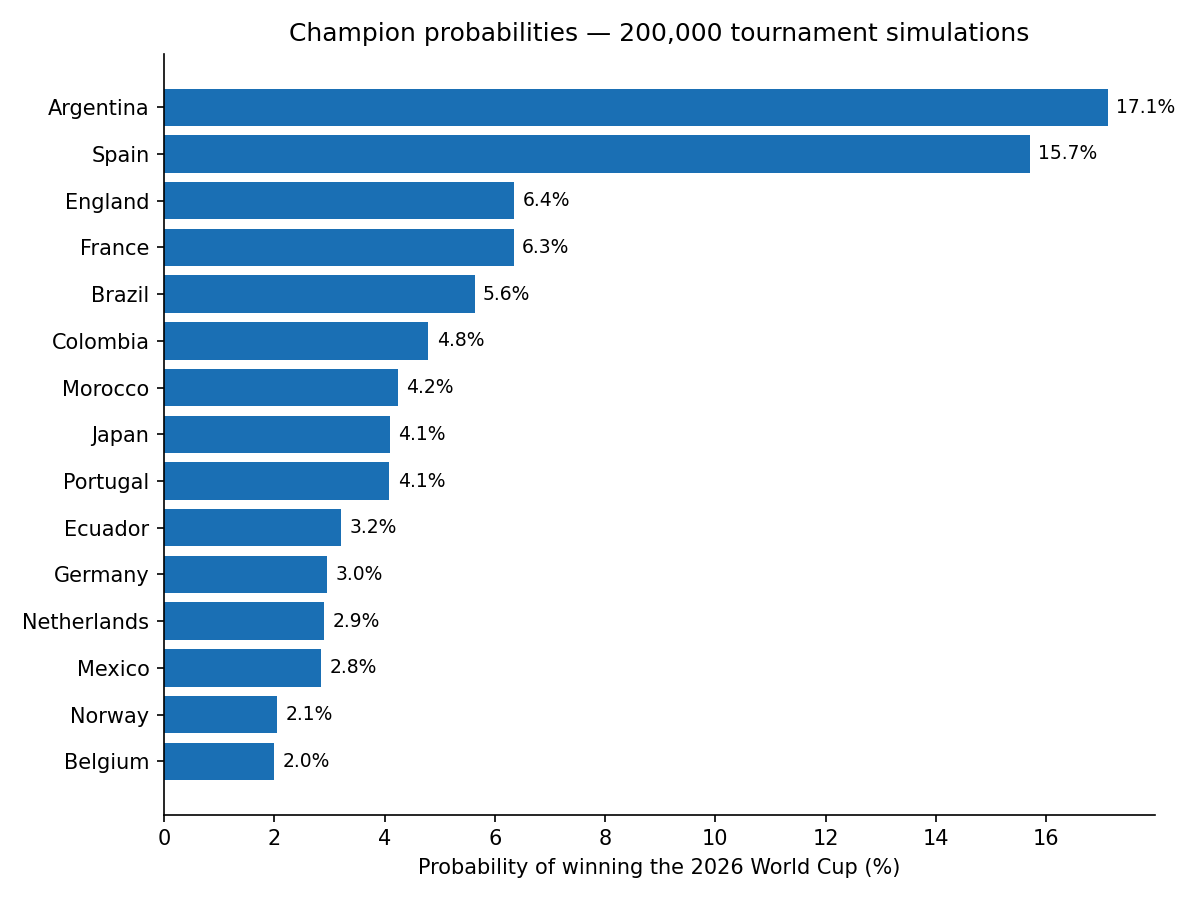 Champion probabilities — 200,000 tournament simulations
Argentina 17.1%
Spain 15.7%
England 6.4%
France 6.3%
Brazil 5.6%
Colombia 4.8%
Morocco 4.2%
Japan 4.1%
Portugal 4.1%
Ecuador 3.2%
Germany 3.0%
Netherlands 2.9%
Mexico 2.8%
Norway 2.1%
Belgium 2.0%
0 2 4 6 8 10 12 14 16
Probability of winning the 2026 World Cup (%)